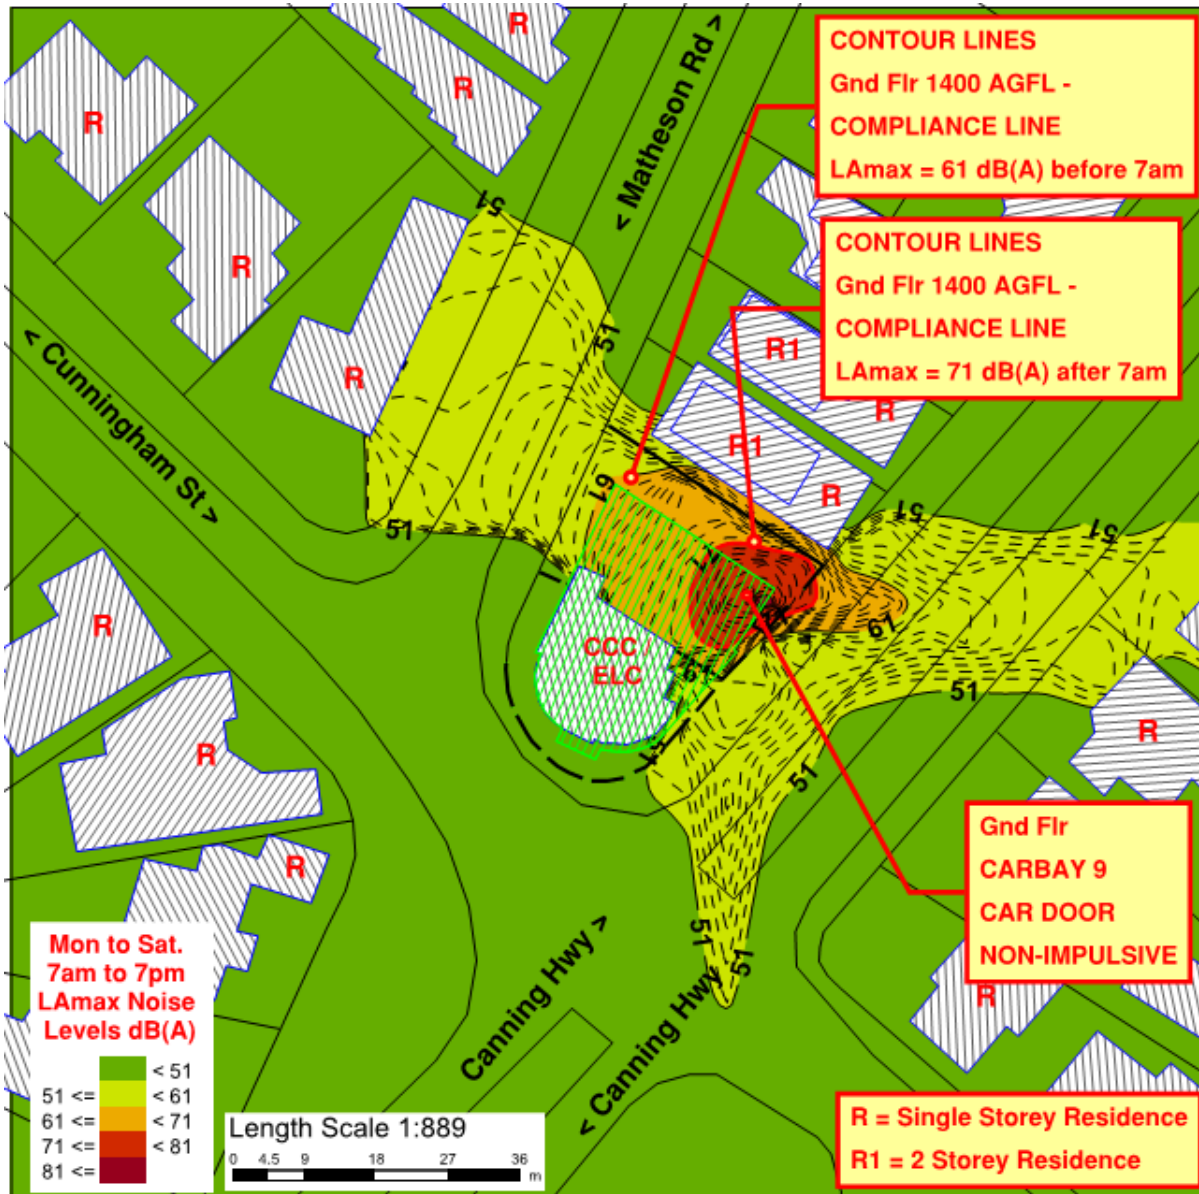 R
R
R
< Matheson Rd >
CONTOUR LINES
Gnd Flr 1400 AGFL -
COMPLIANCE LINE
LAmax = 61 dB(A) before 7am
51
R
CONTOUR LINES
Gnd Flr 1400 AGFL -
COMPLIANCE LINE
LAmax = 71 dB(A) after 7am
51
< Cunningham St >
R
R1
R
R1
R
61
51
51
51
R
CCC /
ELC
61
51
R
R
51
51
Gnd Flr
CARBAY 9
CAR DOOR
NON-IMPULSIVE
R
51
51
R
Canning Hwy >
< Canning Hwy
Mon to Sat.
7am to 7pm
LAmax Noise
Levels dB(A)
< 51
51 <= < 61
61 <= < 71
71 <= < 81
81 <=
Length Scale 1:889
0 4.5 9 18 27 36
m
R = Single Storey Residence
R1 = 2 Storey Residence